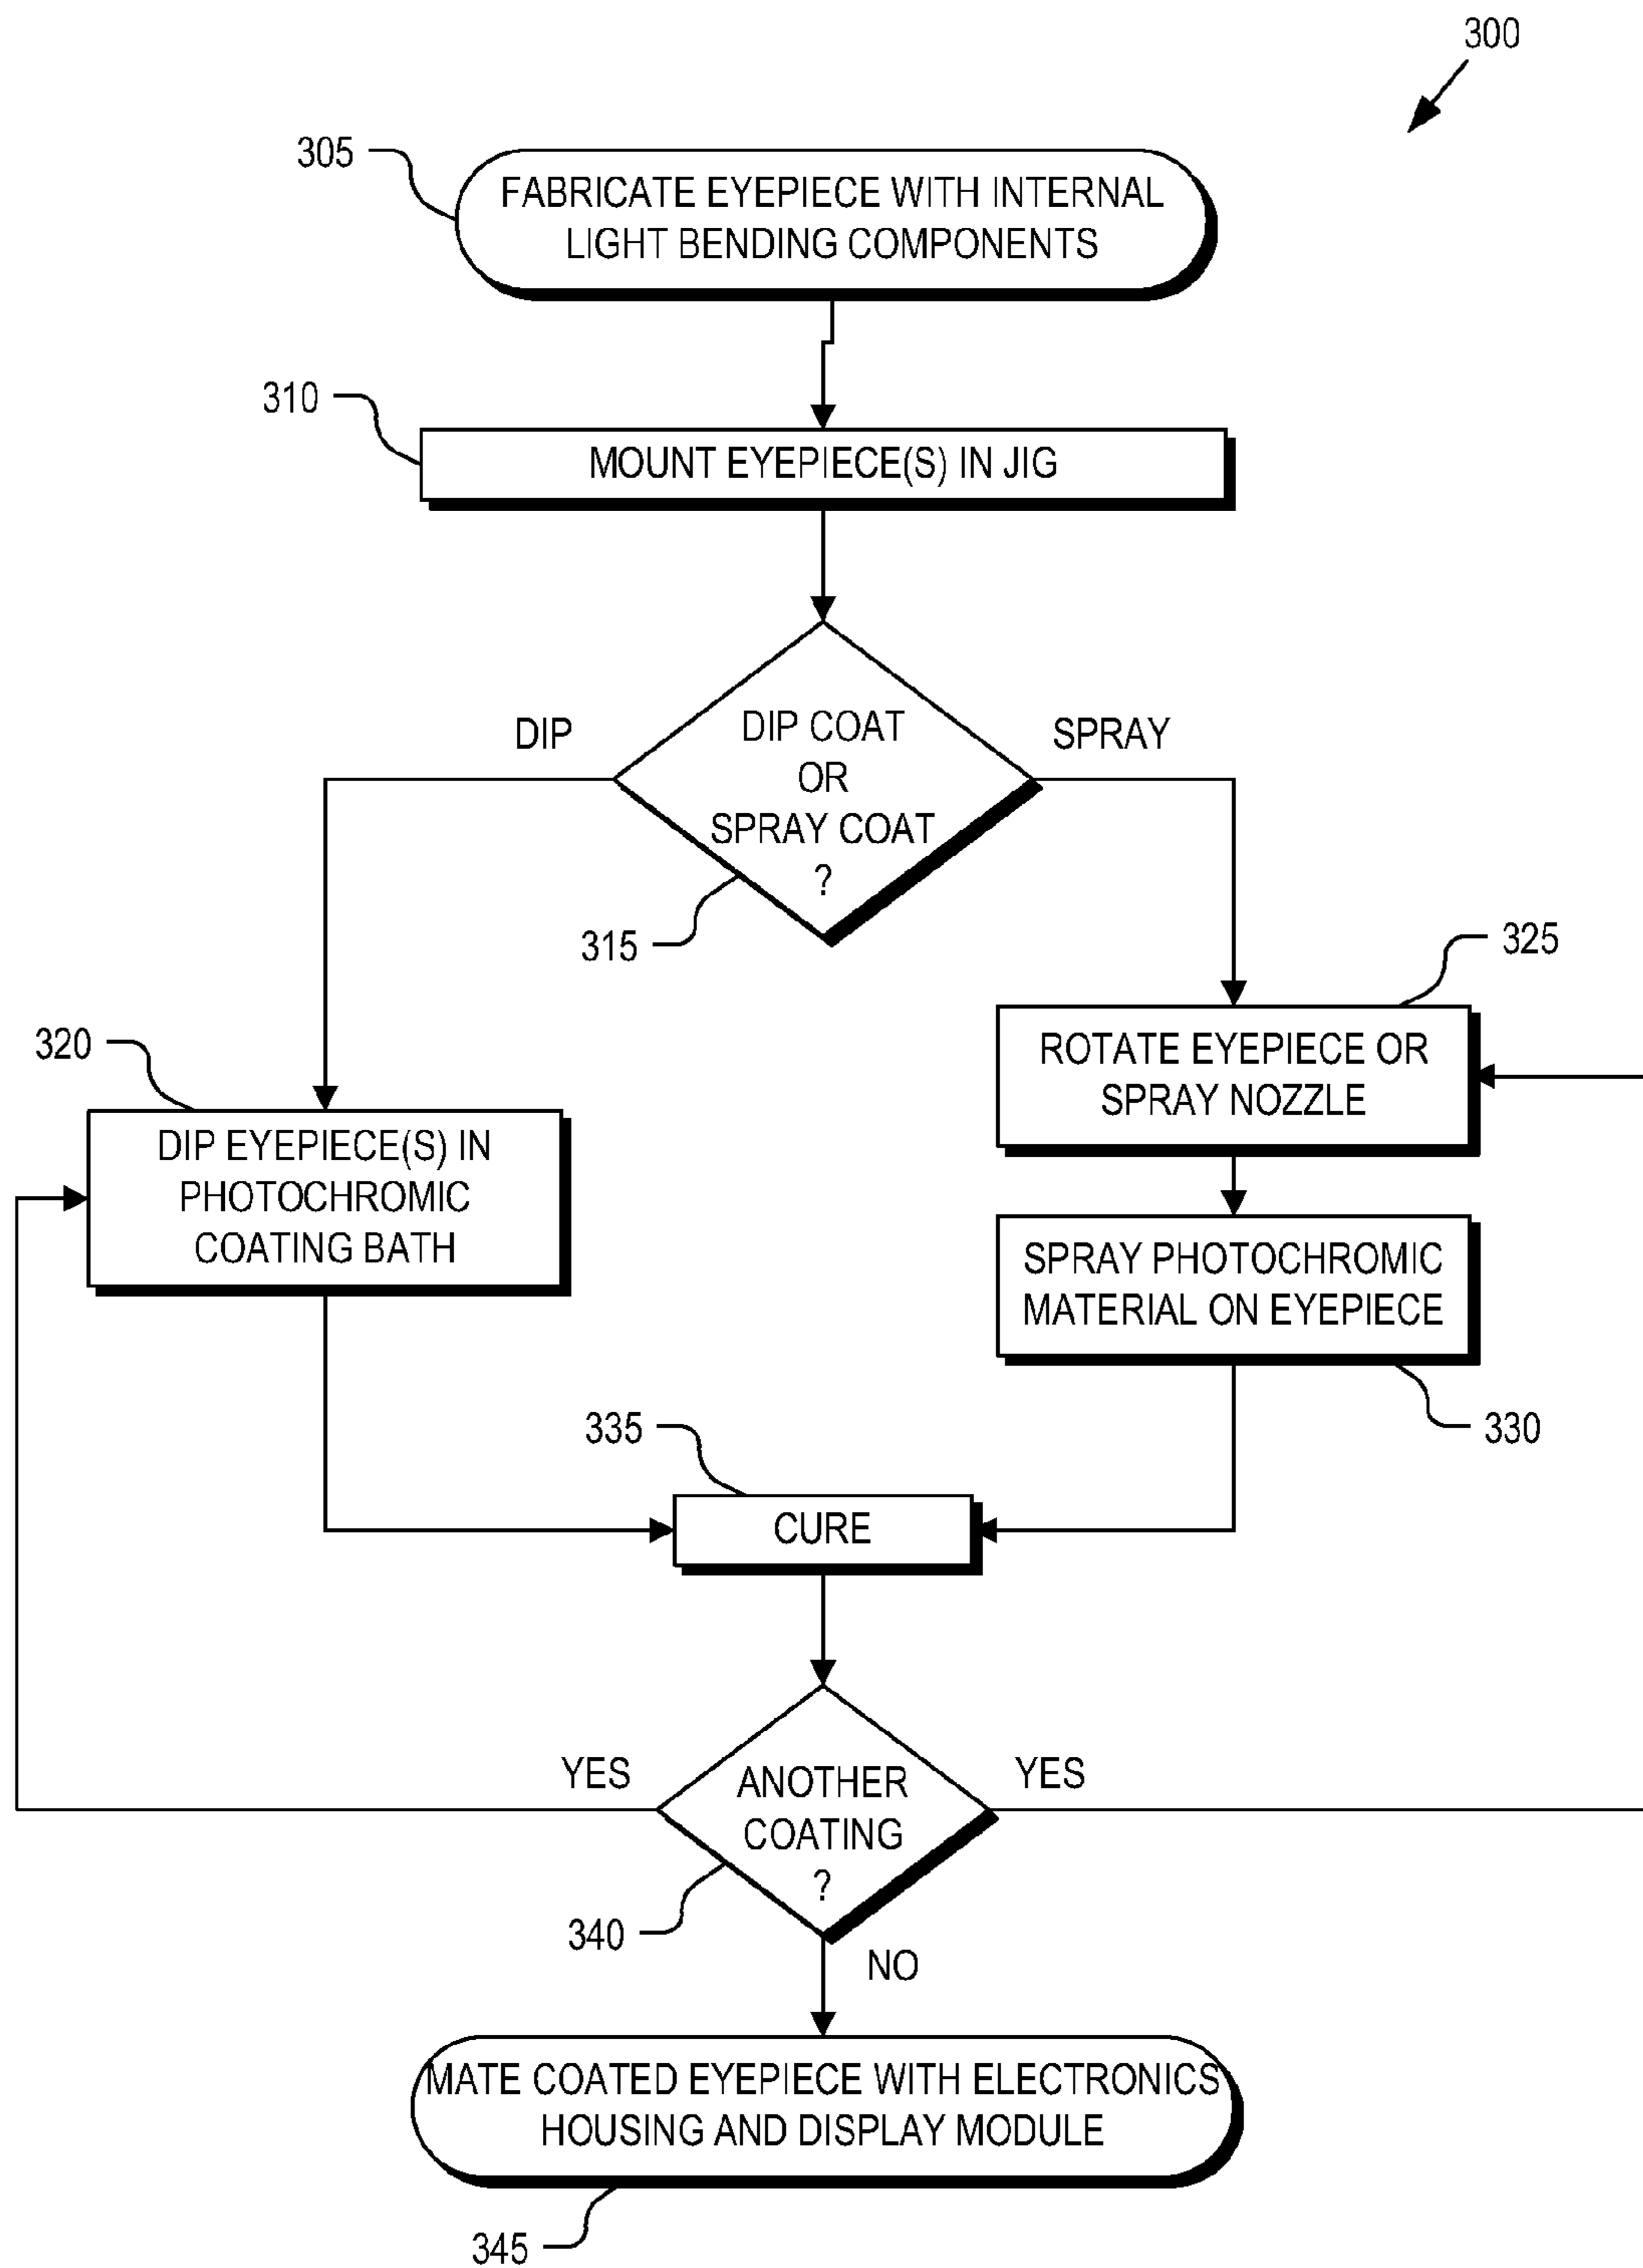 300
305
FABRICATE EYEPIECE WITH INTERNAL
LIGHT BENDING COMPONENTS
310
MOUNT EYEPIECE(S) IN JIG
DIP
DIP COAT
OR
SPRAY COAT
?
SPRAY
315
325
320
ROTATE EYEPIECE OR
SPRAY NOZZLE
DIP EYEPIECE(S) IN
PHOTOCHROMIC
COATING BATH
SPRAY PHOTOCHROMIC
MATERIAL ON EYEPIECE
335
330
CURE
YES
ANOTHER
COATING
?
YES
340
NO
MATE COATED EYEPIECE WITH ELECTRONICS
HOUSING AND DISPLAY MODULE
345